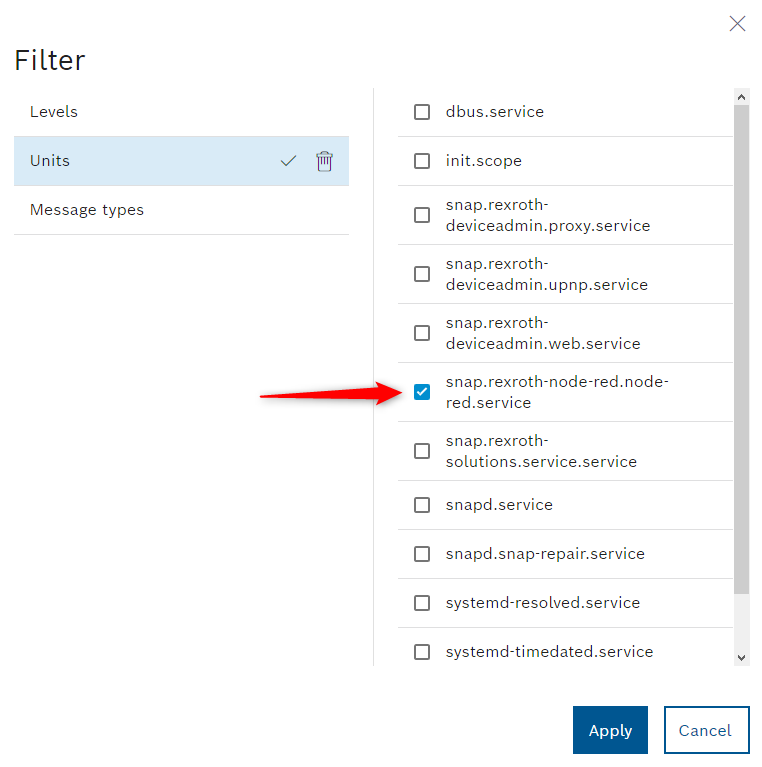 Filter
Levels
Units
Message types
dbus.service
init.scope
snap.rexroth-
deviceadmin.proxy.service
snap.rexroth-
deviceadmin.upnp.service
snap.rexroth-
deviceadmin.web.service
snap.rexroth-node-red.node-
red.service
snap.rexroth-
solutions.service.service
snapd.service
snapd.snap-repair.service
systemd-resolved.service
systemd-timedated.service
Apply
Cancel